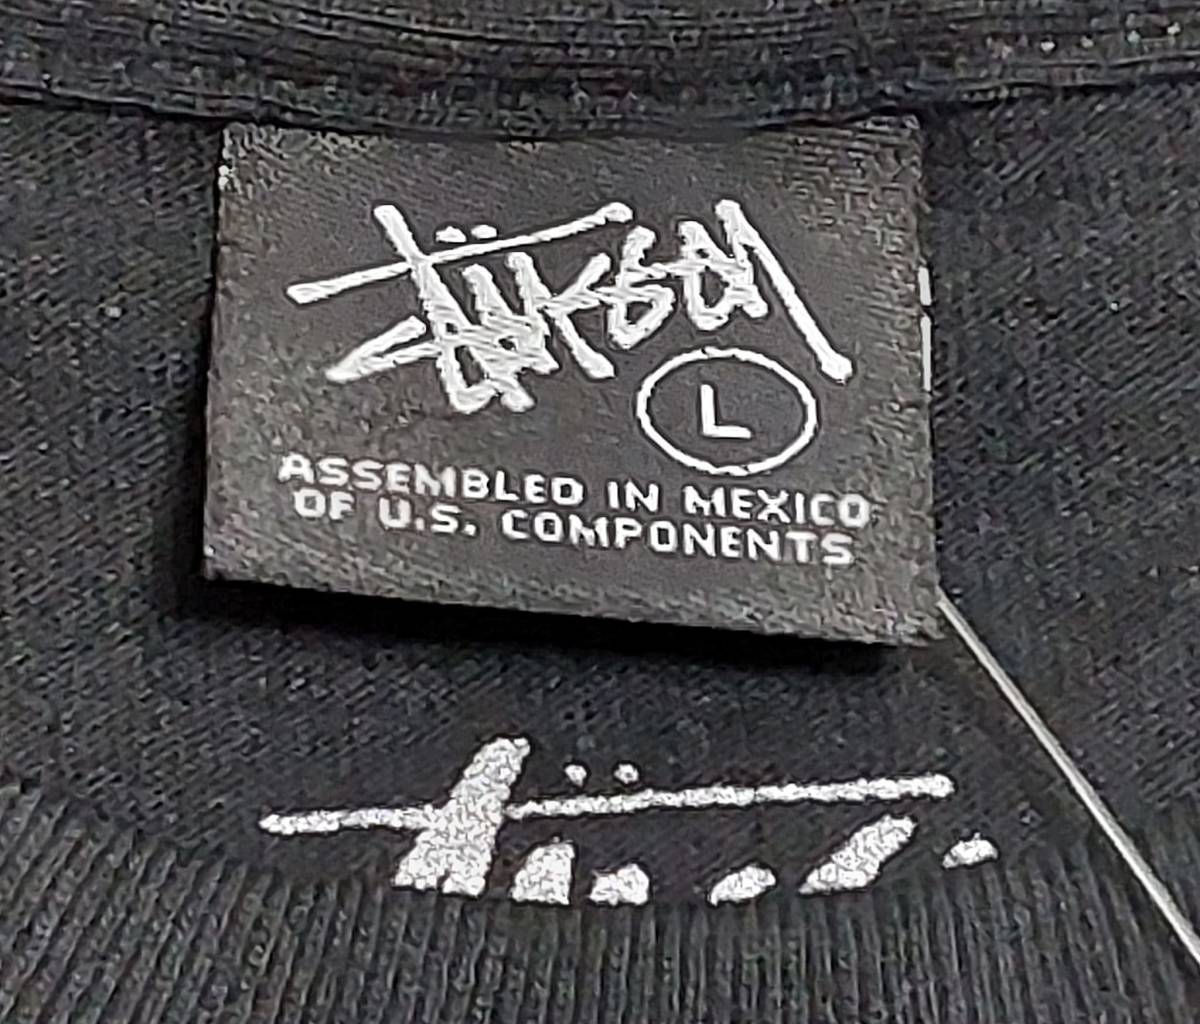 Stüssy
L
ASSEMBLED IN MEXICO
OF U.S. COMPONENTS